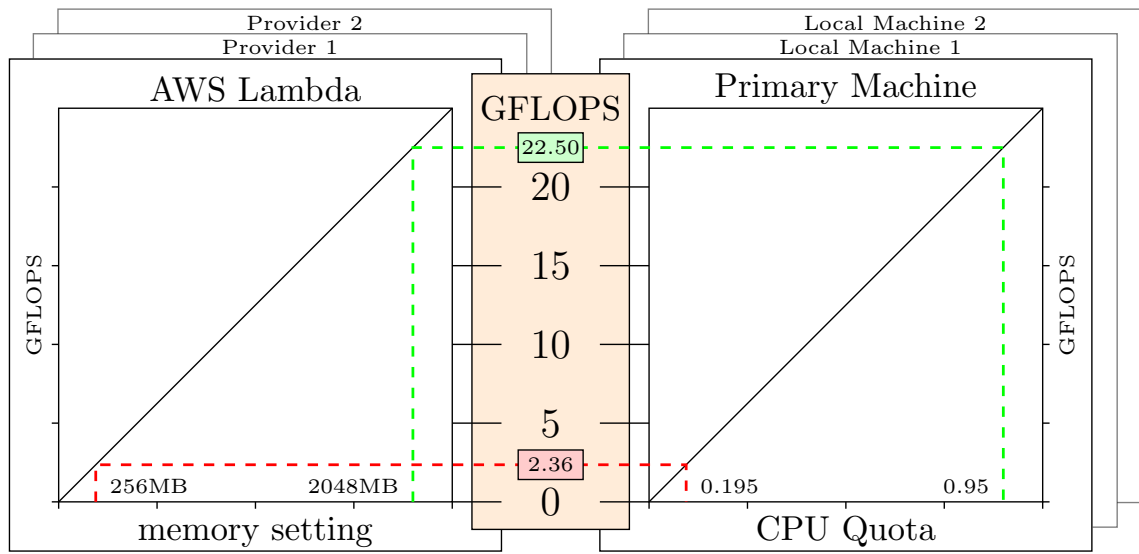 Provider 2
Provider 1
AWS Lambda
GFLOPS
256MB
2048MB
memory setting
GFLOPS
22.50
20
15
10
5
2.36
0
Local Machine 2
Local Machine 1
Primary Machine
0.195
0.95
GFLOPS
CPU Quota